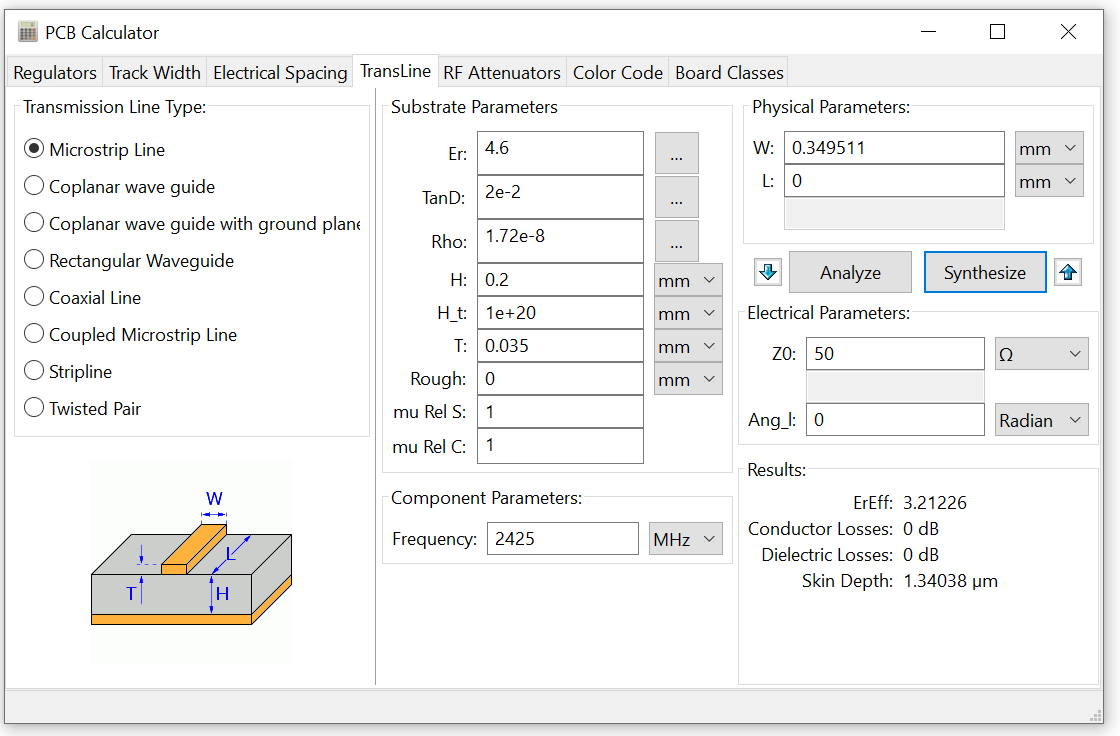 PCB Calculator
Regulators Track Width Electrical Spacing TransLine RF Attenuators Color Code Board Classes
Transmission Line Type:
Microstrip Line
Coplanar wave guide
Coplanar wave guide with ground plane
Rectangular Waveguide
Coaxial Line
Coupled Microstrip Line
Stripline
Twisted Pair
W
L
T
H
Substrate Parameters
Er: 4.6 ...
TanD: 2e-2 ...
Rho: 1.72e-8 ...
H: 0.2 mm
H_t: 1e+20 mm
T: 0.035 mm
Rough: 0 mm
mu Rel S: 1
mu Rel C: 1
Component Parameters:
Frequency: 2425 MHz
Physical Parameters:
W: 0.349511 mm
L: 0 mm
Analyze Synthesize
Electrical Parameters:
Z0: 50 Ω
Ang_l: 0 Radian
Results:
ErEff: 3.21226
Conductor Losses: 0 dB
Dielectric Losses: 0 dB
Skin Depth: 1.34038 µm